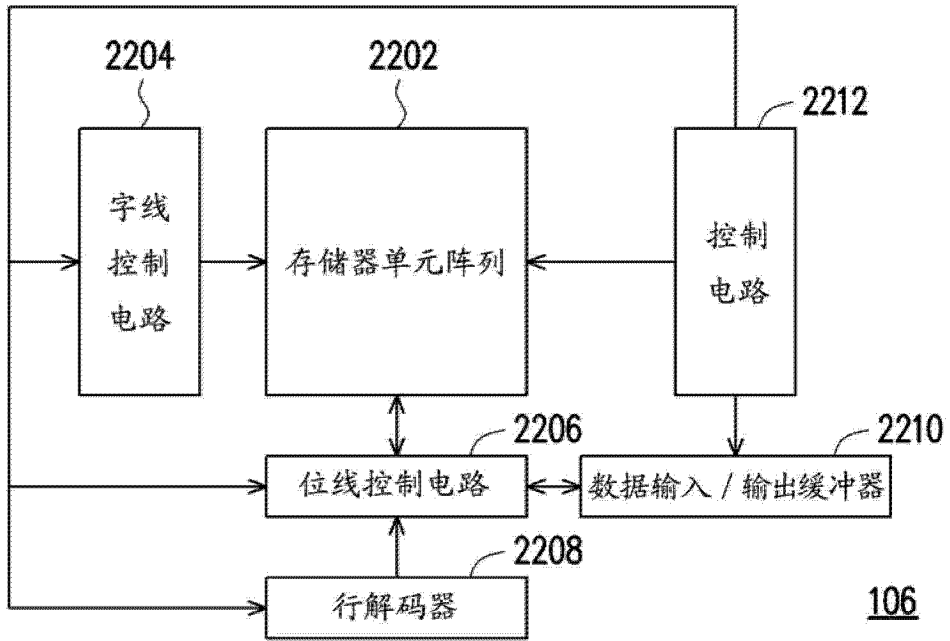 2204
2202
2212
字线
控制
电路
存储器单元阵列
控制
电路
2206
2210
位线控制电路
数据输入/输出缓冲器
2208
行解码器
106